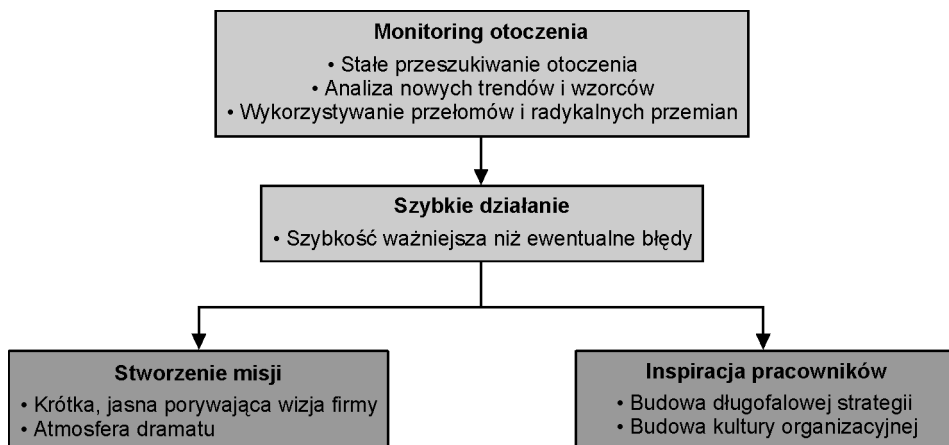 Monitoring otoczenia
• Stałe przeszukiwanie otoczenia
• Analiza nowych trendów i wzorców
• Wykorzystywanie przełomów i radykalnych przemian
Szybkie działanie
• Szybkość ważniejsza niż ewentualne błędy
Stworzenie misji
• Krótka, jasna porywająca wizja firmy
• Atmosfera dramatu
Inspiracja pracowników
• Budowa długofalowej strategii
• Budowa kultury organizacyjnej